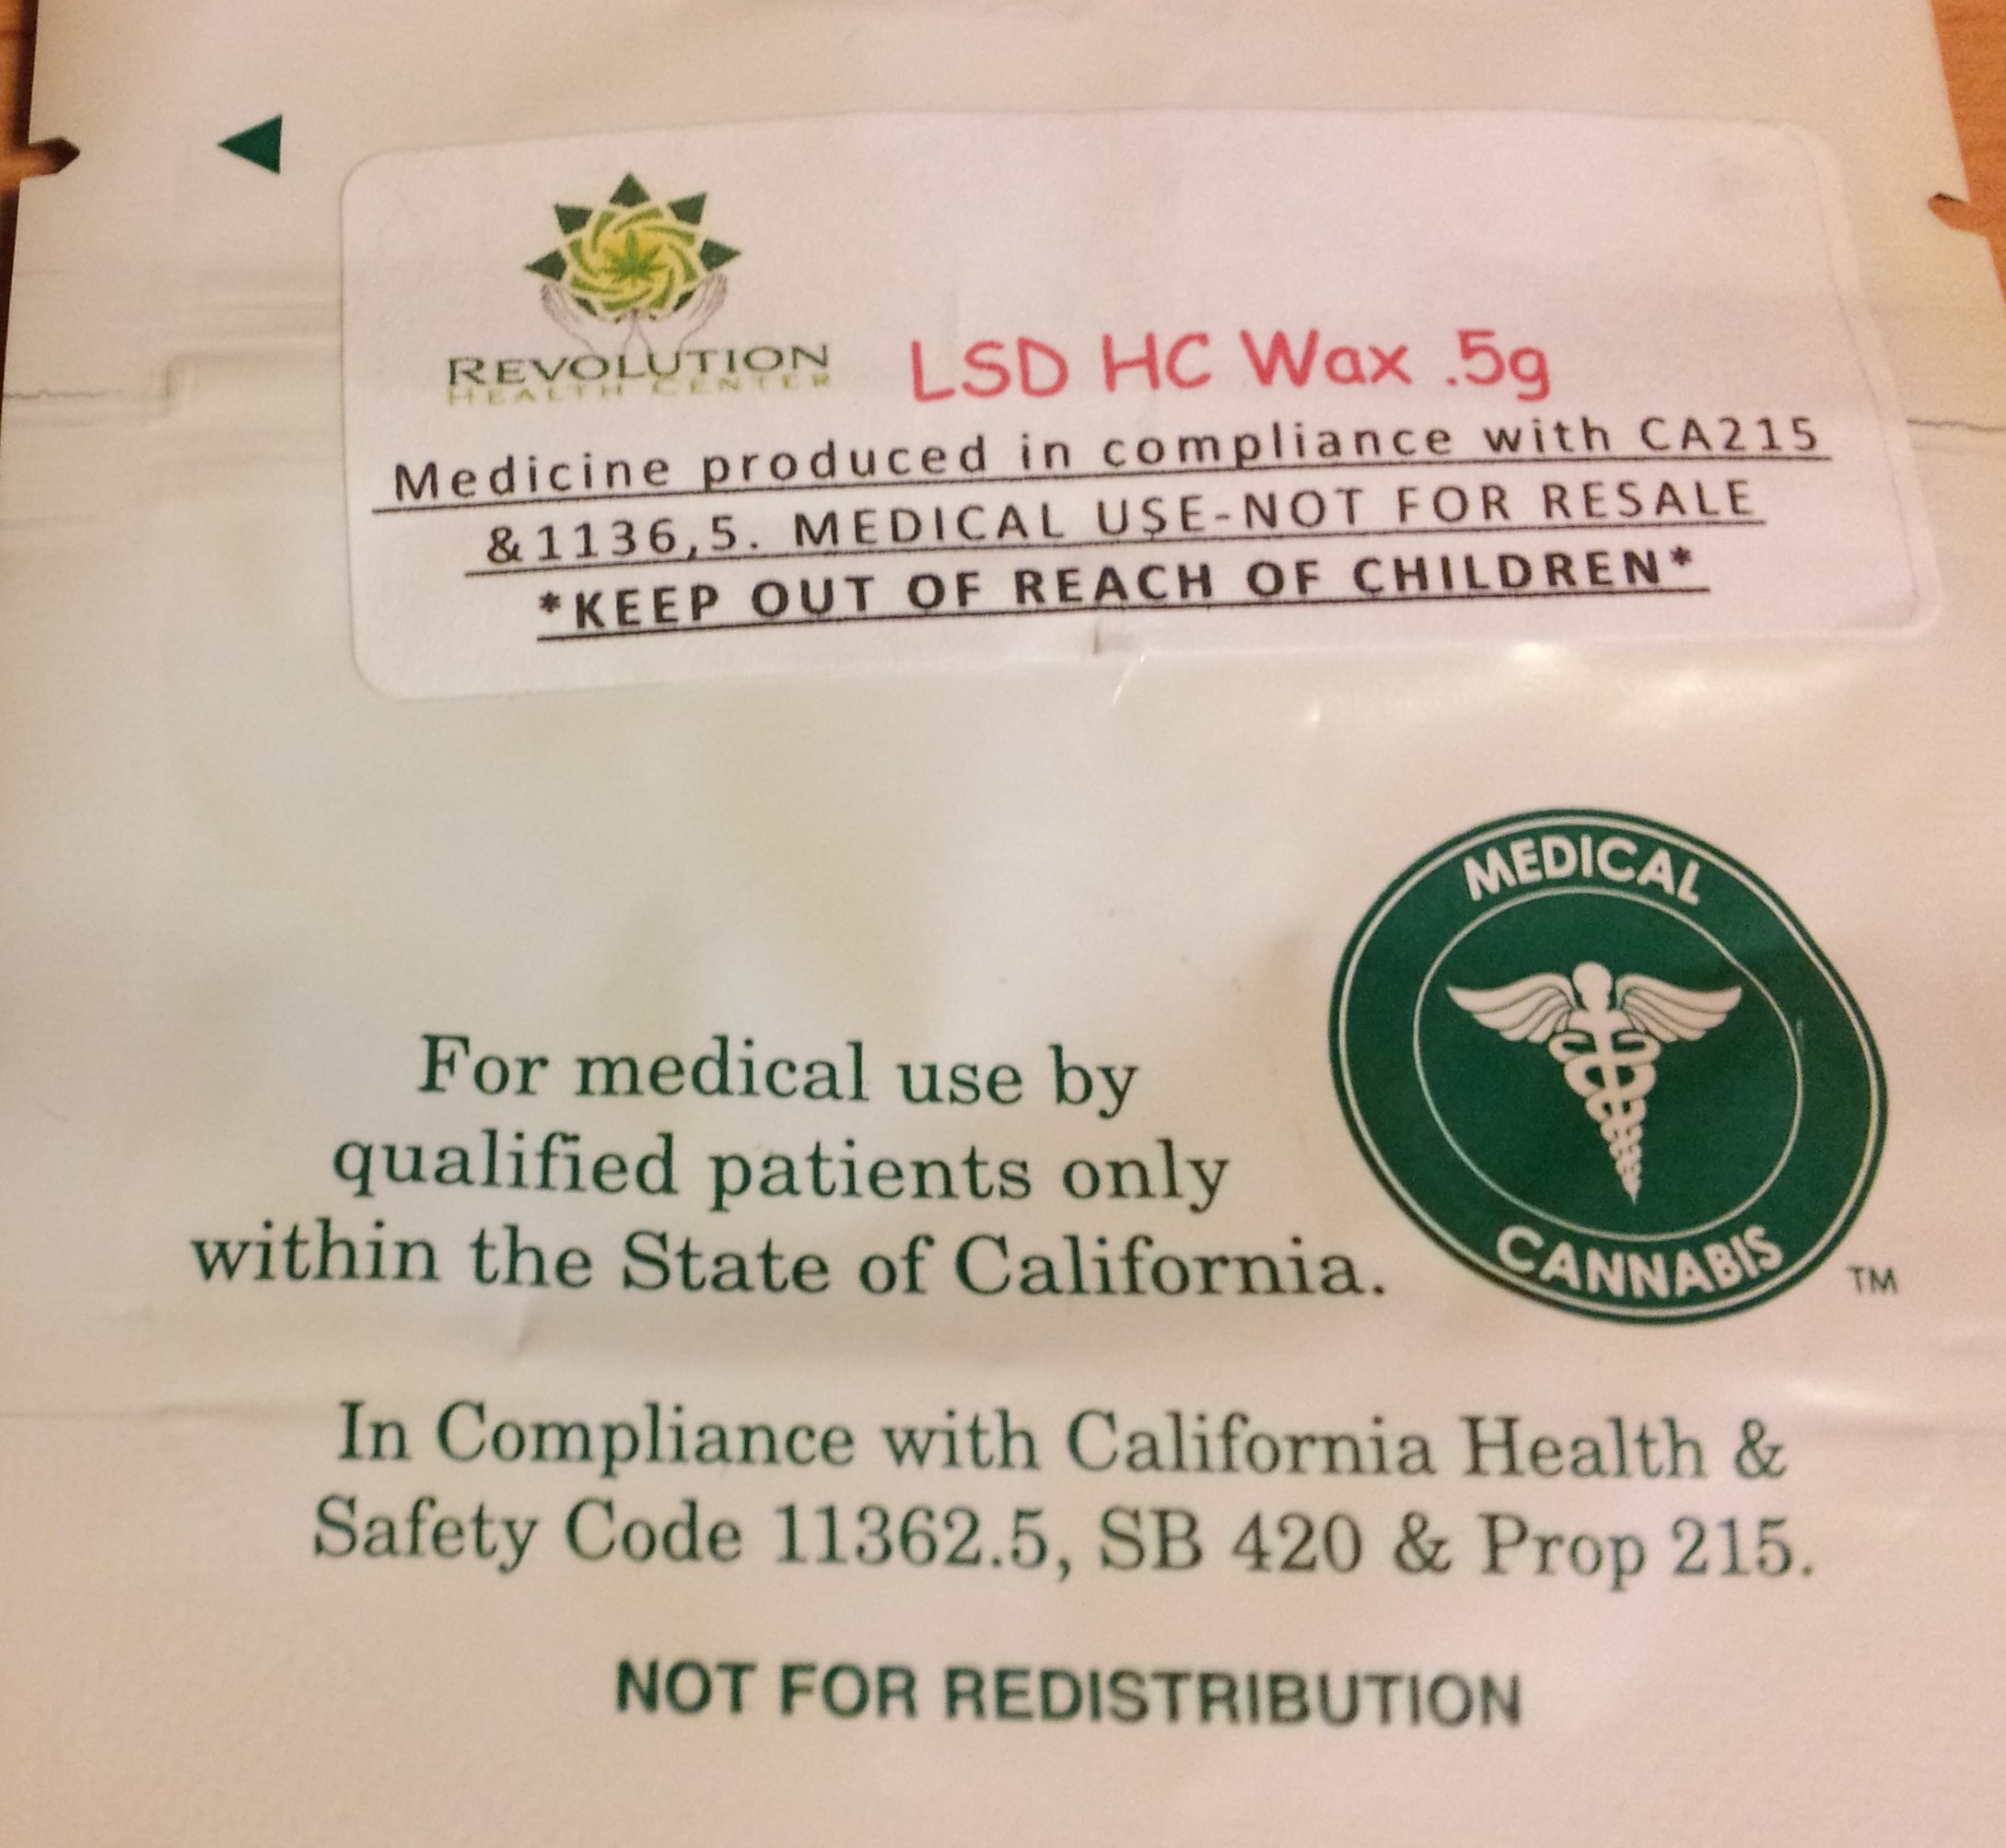 REVOLUTION
HEALTH CENTER
LSD HC Wax .5g
Medicine produced in compliance with CA215
&1136,5. MEDICAL USE-NOT FOR RESALE
*KEEP OUT OF REACH OF CHILDREN*
MEDICAL
CANNABIS
TM
For medical use by
qualified patients only
within the State of California.
In Compliance with California Health &
Safety Code 11362.5, SB 420 & Prop 215.
NOT FOR REDISTRIBUTION